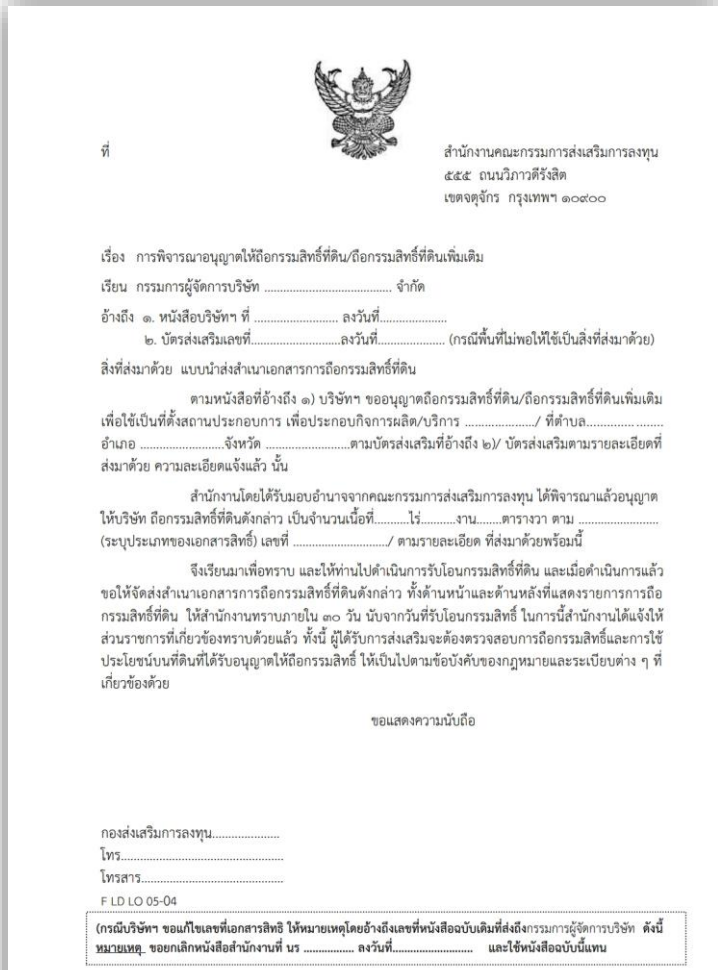 ที่
สำนักงานคณะกรรมการส่งเสริมการลงทุน
๕๕๕ ถนนวิภาวดีรังสิต
เขตจตุจักร กรุงเทพฯ ๑๐๙๐๐
เรื่อง การพิจารณาอนุญาตให้ถือกรรมสิทธิ์ที่ดิน/ถือกรรมสิทธิ์ที่ดินเพิ่มเติม
เรียน กรรมการผู้จัดการบริษัท ........................................ จำกัด
อ้างถึง ๑. หนังสือบริษัทฯ ที่ .......................... ลงวันที่.....................
๒. บัตรส่งเสริมเลขที่............................ลงวันที่..................... (กรณีพื้นที่ไม่พอให้ใช้เป็นสิ่งที่ส่งมาด้วย)
สิ่งที่ส่งมาด้วย แบบนำส่งสำเนาเอกสารการถือกรรมสิทธิ์ที่ดิน
ตามหนังสือที่อ้างถึง ๑) บริษัทฯ ขออนุญาตถือกรรมสิทธิ์ที่ดิน/ถือกรรมสิทธิ์ที่ดินเพิ่มเติม
เพื่อใช้เป็นที่ตั้งสถานประกอบการ เพื่อประกอบกิจการผลิต/บริการ ....................../ ที่ตำบล............... ........
อำเภอ ..........................จังหวัด ..........................ตามบัตรส่งเสริมที่อ้างถึง ๒)/ บัตรส่งเสริมตามรายละเอียดที่
ส่งมาด้วย ความละเอียดแจ้งแล้ว นั้น
สำนักงานโดยได้รับมอบอำนาจจากคณะกรรมการส่งเสริมการลงทุน ได้พิจารณาแล้วอนุญาต
ให้บริษัท ถือกรรมสิทธิ์ที่ดินดังกล่าว เป็นจำนวนเนื้อที่...........ไร่...........งาน........ตารางวา ตาม .........................
(ระบุประเภทของเอกสารสิทธิ์) เลขที่ ............................./ ตามรายละเอียด ที่ส่งมาด้วยพร้อมนี้
จึงเรียนมาเพื่อทราบ และให้ท่านไปดำเนินการรับโอนกรรมสิทธิ์ที่ดิน และเมื่อดำเนินการแล้ว
ขอให้จัดส่งสำเนาเอกสารการถือกรรมสิทธิ์ที่ดินดังกล่าว ทั้งด้านหน้าและด้านหลังที่แสดงรายการการถือ
กรรมสิทธิ์ที่ดิน ให้สำนักงานทราบภายใน ๓๐ วัน นับจากวันที่รับโอนกรรมสิทธิ์ ในการนี้สำนักงานได้แจ้งให้
ส่วนราชการที่เกี่ยวข้องทราบด้วยแล้ว ทั้งนี้ ผู้ได้รับการส่งเสริมจะต้องตรวจสอบการถือกรรมสิทธิ์และการใช้
ประโยชน์บนที่ดินที่ได้รับอนุญาตให้ถือกรรมสิทธิ์ ให้เป็นไปตามข้อบังคับของกฎหมายและระเบียบต่าง ๆ ที่
เกี่ยวข้องด้วย
ขอแสดงความนับถือ
กองส่งเสริมการลงทุน.....................
โทร...................................................
โทรสาร.............................................
F LD LO 05-04
(กรณีบริษัทฯ ขอแก้ไขเลขที่เอกสารสิทธิ ให้หมายเหตุโดยอ้างถึงเลขที่หนังสือฉบับเดิมที่ส่งถึงกรรมการผู้จัดการบริษัท ดังนี้
หมายเหตุ ขอยกเลิกหนังสือสำนักงานที่ นร ................ ลงวันที่......................... และใช้หนังสือฉบับนี้แทน